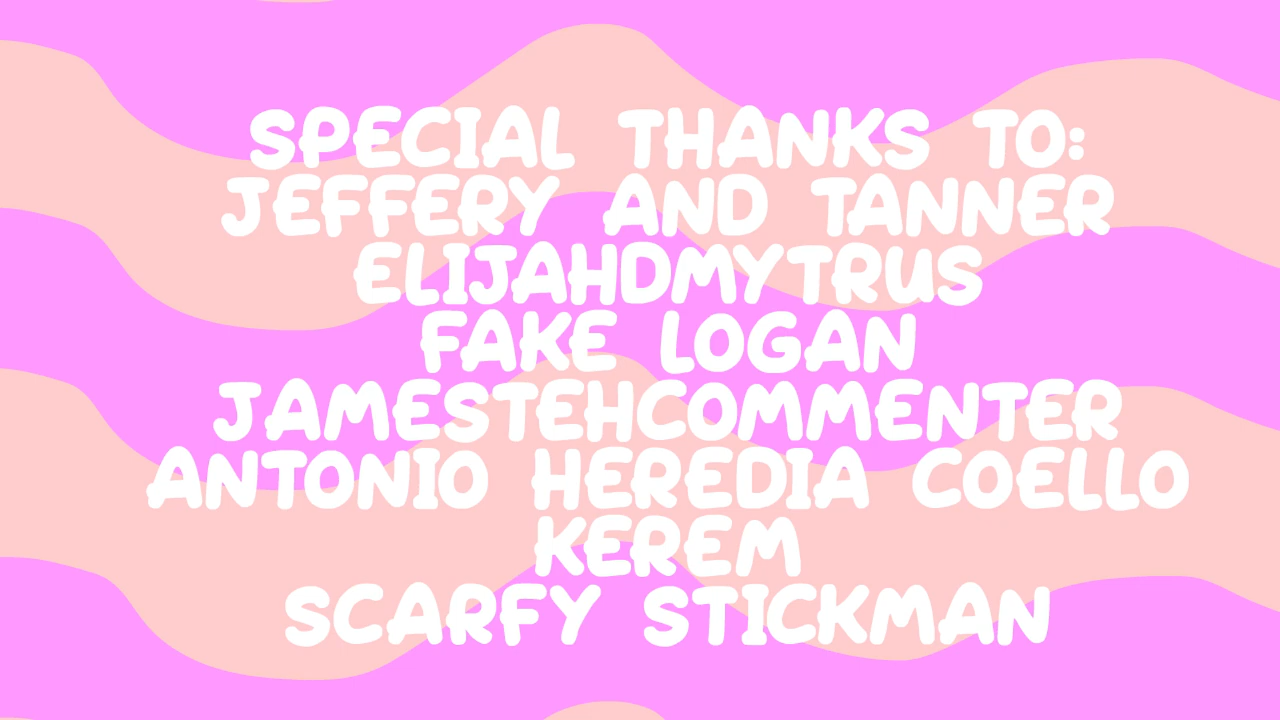 SPECIAL THANKS TO:
JEFFERY AND TANNER
ELIJAHDMYTRUS
FAKE LOGAN
JAMESTEHCOMMENTER
ANTONIO HEREDIA COELLO
KEREM
SCARFY STICKMAN